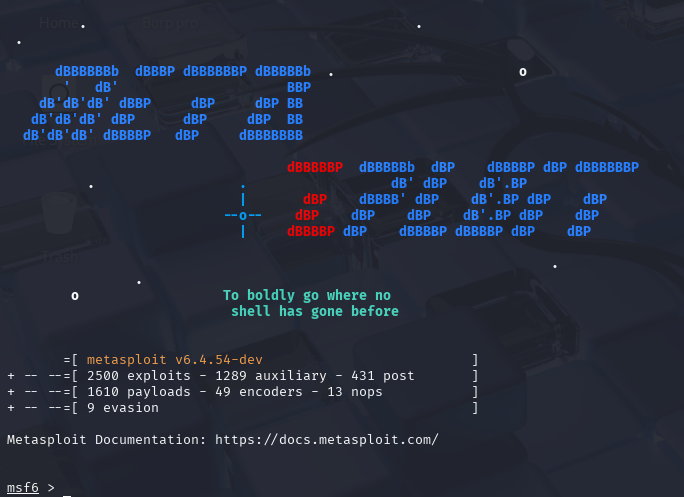 Home
Burnpro
dBBBBBBb  dBBBP dBBBBBBP dBBBBBb
'   dB'                     BBP
dB'dB'dB' dBBP     dBP     dBP BB
dB'dB'dB' dBP      dBP     dBP  BB
dB'dB'dB' dBBBBP   dBP     dBBBBBBB
dBBBBBP  dBBBBBb  dBP    dBBBBP dBP dBBBBBBP
dB' dBP    dB'.BP
dBP    dBBBB' dBP    dB'.BP dBP    dBP
--o-- dBP    dBP    dBP    dB'.BP dBP    dBP
dBBBBP dBP    dBBBBP dBBBBP dBP    dBP
Trash
To boldly go where no
shell has gone before
=[ metasploit v6.4.54-dev                          ]
+ -- --=[ 2500 exploits - 1289 auxiliary - 431 post       ]
+ -- --=[ 1610 payloads - 49 encoders - 13 nops           ]
+ -- --=[ 9 evasion                                       ]
Metasploit Documentation: https://docs.metasploit.com/
msf6 >